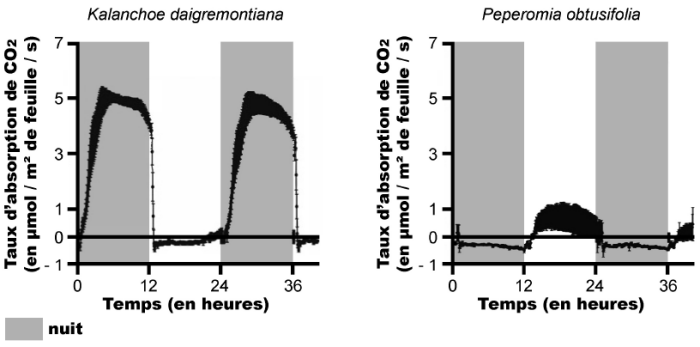 Kalanchoe daigremontiana
Taux d'absorption de CO2
(en µmol / m² de feuille / s)
7
5
3
1
0
- 1
0
12
24
36
Temps (en heures)
Peperomia obtusifolia
Taux d'absorption de CO2
(en µmol / m² de feuille / s)
7
5
3
1
0
- 1
0
12
24
36
Temps (en heures)
nuit